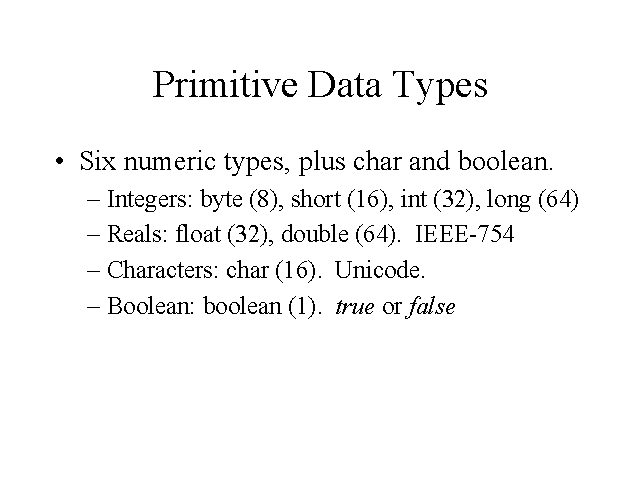 Primitive Data Types
• Six numeric types, plus char and boolean.
– Integers: byte (8), short (16), int (32), long (64)
– Reals: float (32), double (64).  IEEE-754
– Characters: char (16).  Unicode.
– Boolean: boolean (1).  true or false